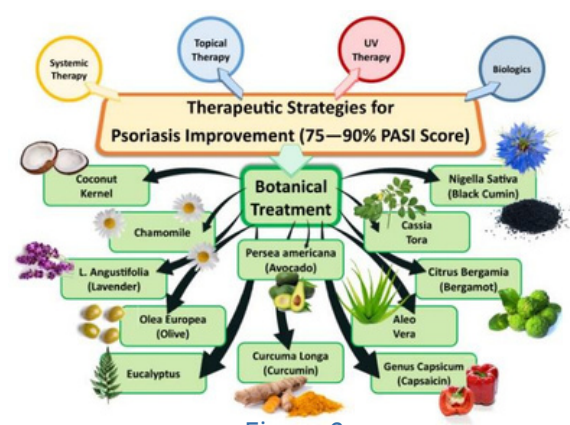 Systemic
Therapy
Topical
Therapy
UV
Therapy
Biologics
Therapeutic Strategies for
Psoriasis Improvement (75—90% PASI Score)
Botanical
Treatment
Coconut
Kernel
Nigella Sativa
(Black Cumin)
Chamomile
Cassia
Tora
L. Angustifolia
(Lavender)
Persea americana
(Avocado)
Citrus Bergamia
(Bergamot)
Olea Europea
(Olive)
Aleo
Vera
Eucalyptus
Curcuma Longa
(Curcumin)
Genus Capsicum
(Capsaicin)